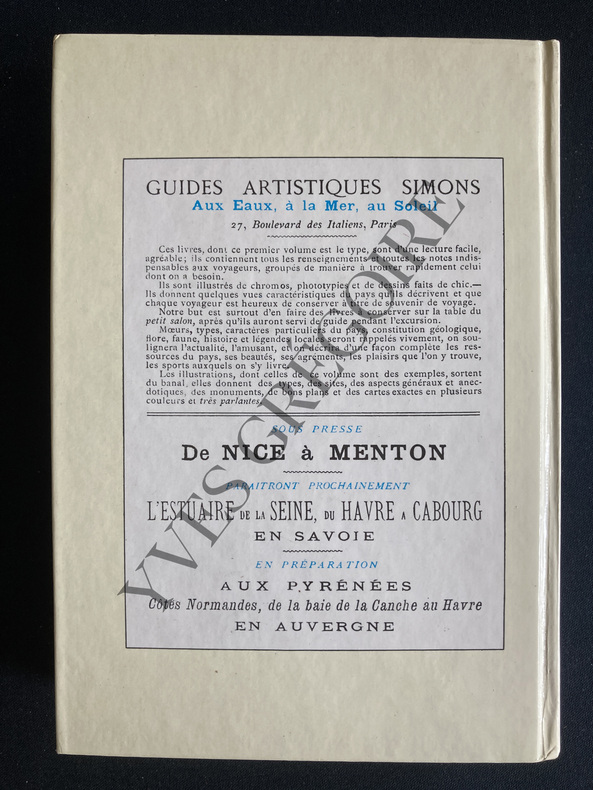 GUIDES ARTISTIQUES SIMONS
Aux Eaux, à la Mer, au Soleil
27, Boulevard des Italiens, Paris
Ces livres, dont ce premier volume est le type, sont d'une lecture facile,
agréable; ils contiennent tous les renseignements et toutes les notes indis-
pensables aux voyageurs, groupés de manière à trouver rapidement celui
dont on a besoin.
Ils sont illustrés de chromos, phototypie et de dessins faits de chic.—
Ils donnent quelques vues caractéristiques du pays qu'ils décrivent et que
chaque voyageur est heureux de conserver à titre de souvenir de voyage.
Notre but est surtout d'en faire des livres à conserver sur la table du
petit salon, après qu'ils auront servi de guide pendant l'excursion.
Mœurs, types, caractères particuliers du pays, constitution géologique,
flore, faune, histoire et légendes locales seront rappelés vivement, on sou-
lignera l'actualité, l'amusant, et on décrira d'une façon complète les res-
sources du pays, ses beautés, ses agréments, les plaisirs que l'on y trouve,
les sports auxquels on s'y livre.
Les illustrations, dont celles de ce volume sont des exemples, sortent
du banal, elles donnent des types, des sites, des aspects généraux et anec-
dotiques, des monuments, de bons plans et des cartes exactes en plusieurs
couleurs et très parlantes.
SOUS PRESSE
De NICE à MENTON
PARAITRONT PROCHAINEMENT
L'ESTUAIRE DE LA SEINE, DU HAVRE A CABOURG
EN SAVOIE
EN PRÉPARATION
AUX PYRÉNÉES
Côtés Normandes, de la baie de la Canche au Havre
EN AUVERGNE
YVES GRÉGOIRE